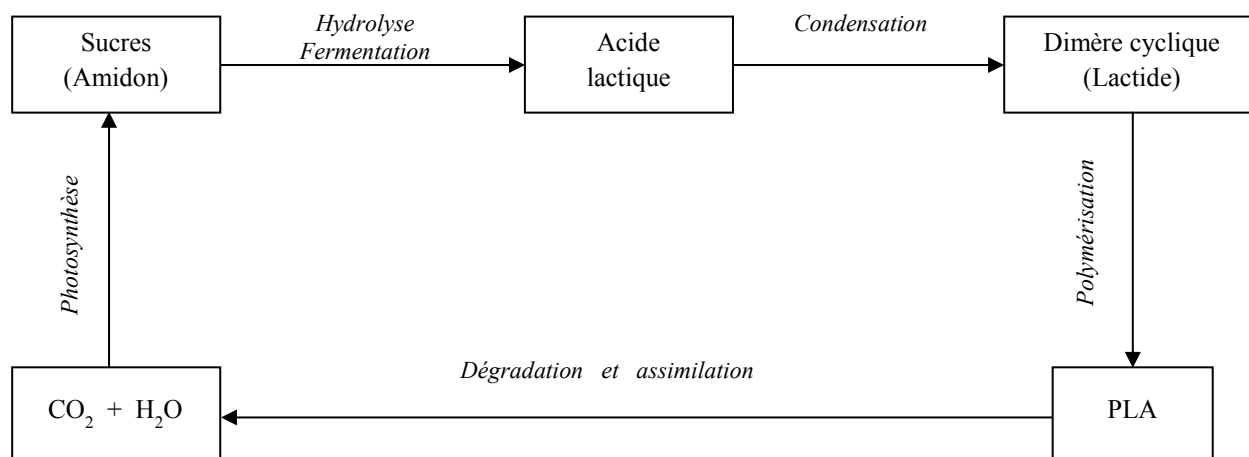 Sucres
(Amidon)
Hydrolyse
Fermentation
Acide
lactique
Condensation
Dimère cyclique
(Lactide)
Photosynthèse
Polymérisation
Dégradation et assimilation
CO₂ + H₂O
PLA